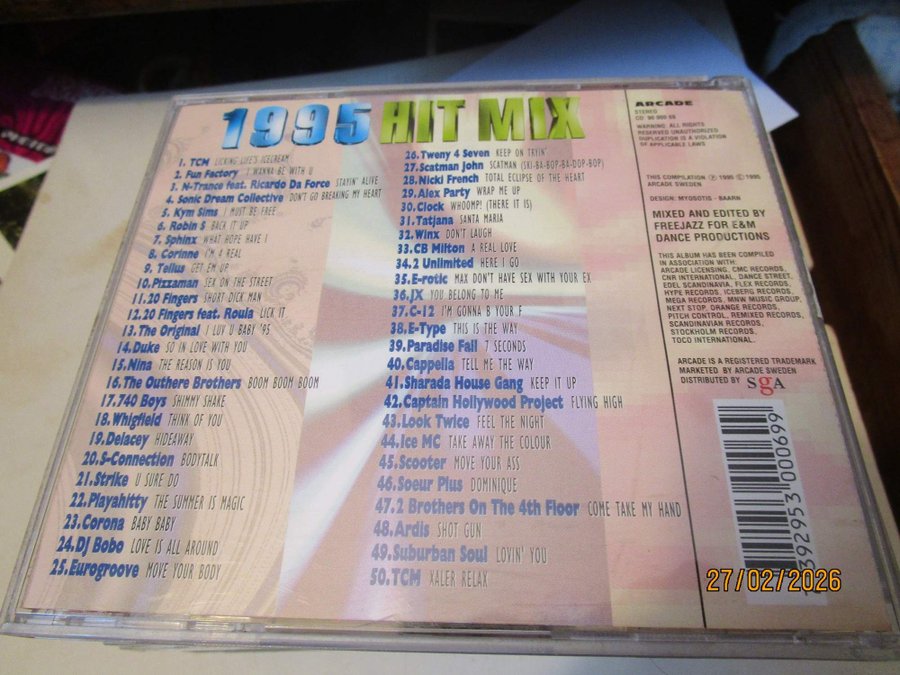 1995 HIT MIX
1. TCM LICKING LIFE'S ICECREAM
2. Fun Factory I WANNA BE WITH U
3. N-Trance feat. Ricardo Da Force STAYIN' ALIVE
4. Sonic Dream Collective DON'T GO BREAKING MY HEART
5. Kym Sims I MUST BE FREE
6. Robin S BACK IT UP
7. Sphinx WHAT HOPE HAVE I
8. Corinne I'M 4 REAL
9. Tellus GET EM UP
10. Pizzaman SEX ON THE STREET
11. 20 Fingers SHORT DICK MAN
12. 20 Fingers feat. Roula LICK IT
13. The Original I LUV U BABY '95
14. Duke SO IN LOVE WITH YOU
15. Nina THE REASON IS YOU
16. The Outhere Brothers BOOM BOOM BOOM
17. 740 Boys SHIMMY SHAKE
18. Whigfield THINK OF YOU
19. Delacey HIDEAWAY
20. S-Connection BODYTALK
21. Strike U SURE DO
22. Playahitty THE SUMMER IS MAGIC
23. Corona BABY BABY
24. DJ Bobo LOVE IS ALL AROUND
25. Eurogroove MOVE YOUR BODY
26. Tweny 4 Seven KEEP ON TRYIN'
27. Scatman John SCATMAN (SKI-BA-BOP-BA-DOP-BOP)
28. Nicki French TOTAL ECLIPSE OF THE HEART
29. Alex Party WRAP ME UP
30. Clock WHOOMP! (THERE IT IS)
31. Tatjana SANTA MARIA
32. Winx DON'T LAUGH
33. CB Milton A REAL LOVE
34. 2 Unlimited HERE I GO
35. E-rotic MAX DON'T HAVE SEX WITH YOUR EX
36. JX YOU BELONG TO ME
37. C-12 I'M GONNA B YOUR F
38. E-Type THIS IS THE WAY
39. Paradise Fall 7 SECONDS
40. Cappella TELL ME THE WAY
41. Sharada House Gang KEEP IT UP
42. Captain Hollywood Project FLYING HIGH
43. Look Twice FEEL THE NIGHT
44. Ice MC TAKE AWAY THE COLOUR
45. Scooter MOVE YOUR ASS
46. Soeur Plus DOMINIQUE
47. 2 Brothers On The 4th Floor COME TAKE MY HAND
48. Ardis SHOT GUN
49. Suburban Soul LOVIN' YOU
50. TCM XALER RELAX
ARCADE
STEREO
CD
WARNING: ALL RIGHTS
RESERVED UNAUTHORIZED
DUPLICATION IS A VIOLATION
OF APPLICABLE LAWS
THIS COMPILATION ℗ 1995 © 1995
ARCADE SWEDEN
DESIGN: MYOSOTIS - BAARN
MIXED AND EDITED BY
FREEJAZZ FOR E&M
DANCE PRODUCTIONS
THIS ALBUM HAS BEEN COMPILED
IN ASSOCIATION WITH:
ARCADE LICENSING, CMC RECORDS,
CNR INTERNATIONAL, DANCE STREET,
EDEL SCANDINAVIA, FLEX RECORDS,
HYPE RECORDS, ICEBERG RECORDS,
MEGA RECORDS, MNW MUSIC GROUP,
NEXT STOP, ORANGE RECORDS,
PITCH CONTROL, REMIXED RECORDS,
SCANDINAVIAN RECORDS,
STOCKHOLM RECORDS,
TOCO INTERNATIONAL.
ARCADE IS A REGISTERED TRADEMARK
MARKETED BY ARCADE SWEDEN
DISTRIBUTED BY sgA
392953 000699
27/02/2026